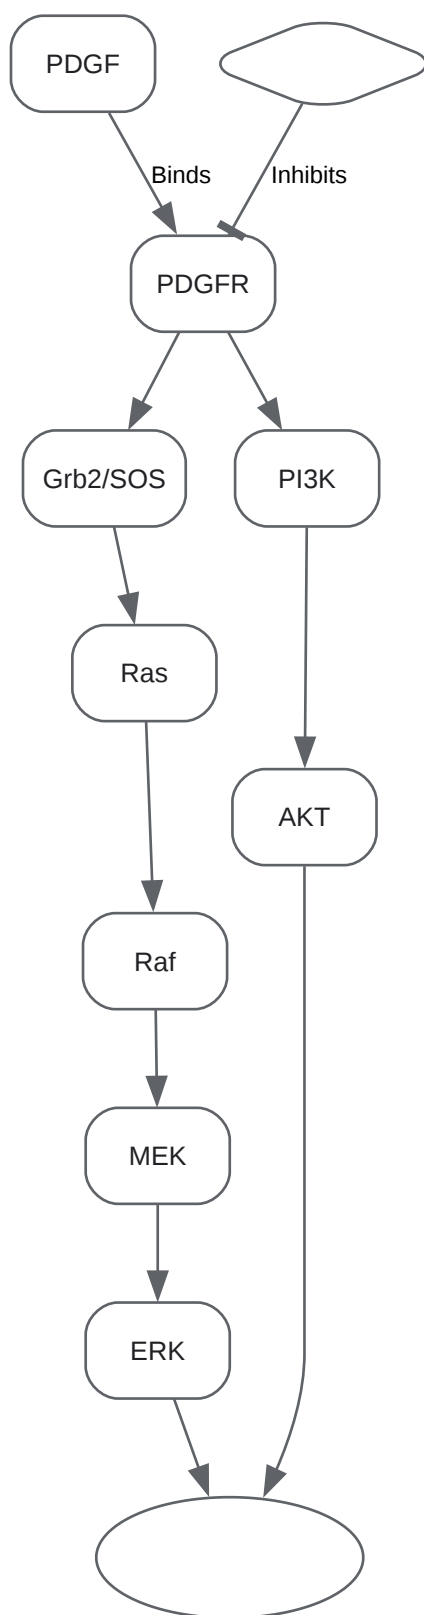 PDGF
Binds
Inhibits
PDGFR
Grb2/SOS
PI3K
Ras
AKT
Raf
MEK
ERK